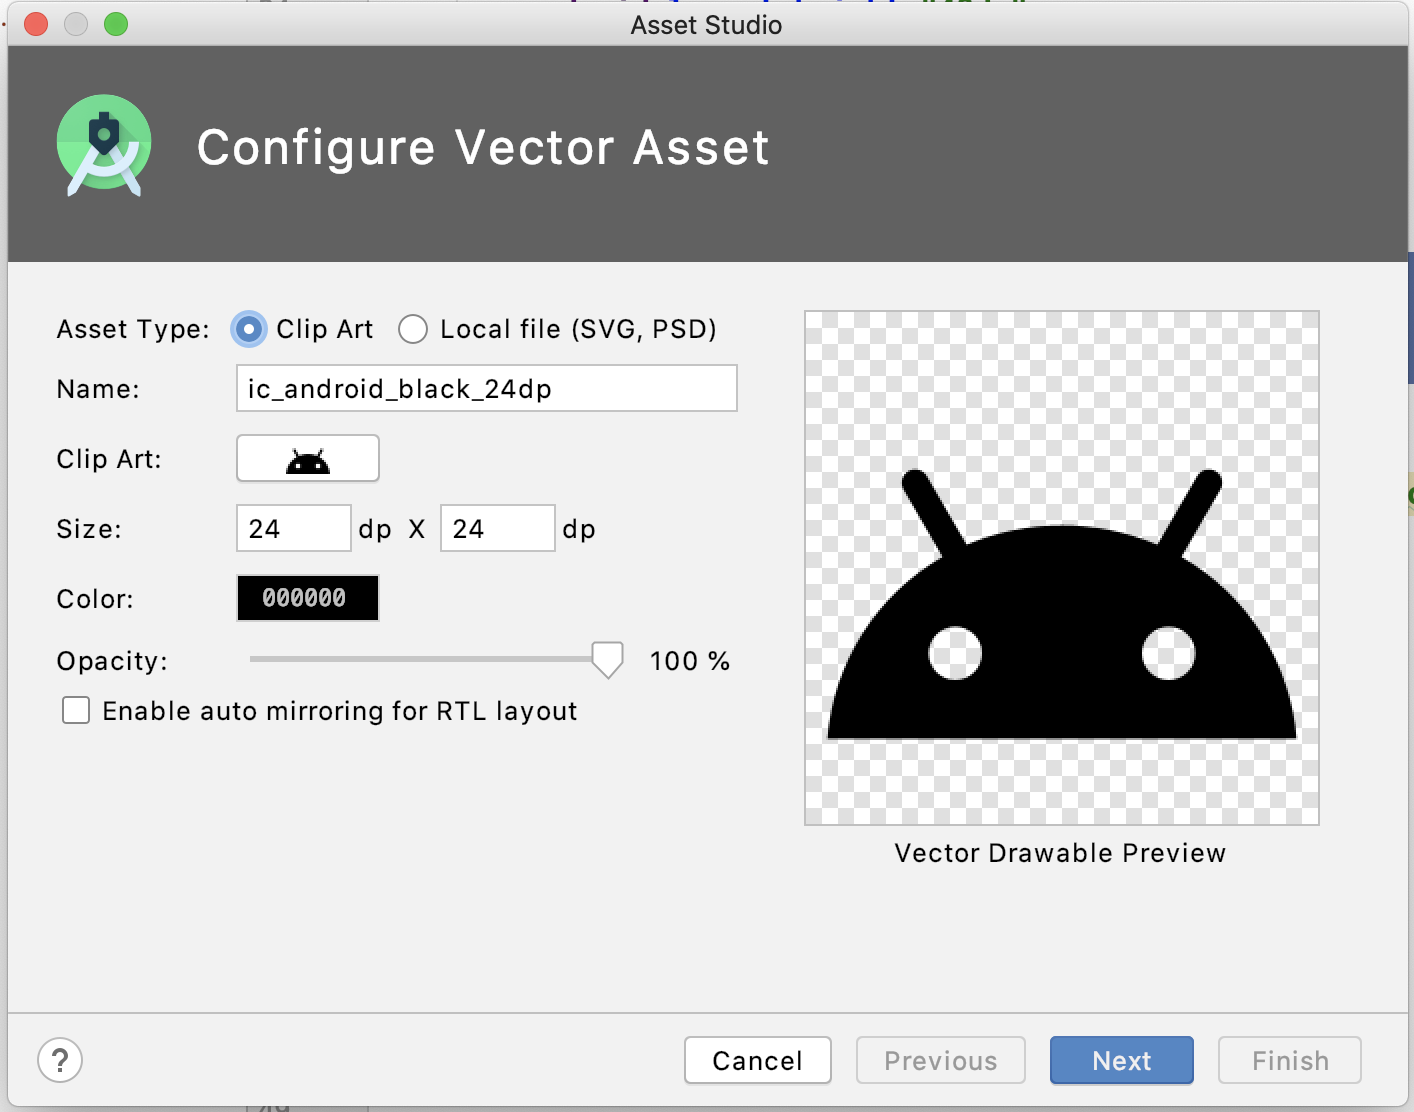 Asset Studio
Configure Vector Asset
Asset Type: Clip Art Local file (SVG, PSD)
Name: ic_android_black_24dp
Clip Art:
Size: 24 dp X 24 dp
Color: 000000
Opacity: 100 %
Enable auto mirroring for RTL layout
Vector Drawable Preview
? Cancel Previous Next Finish